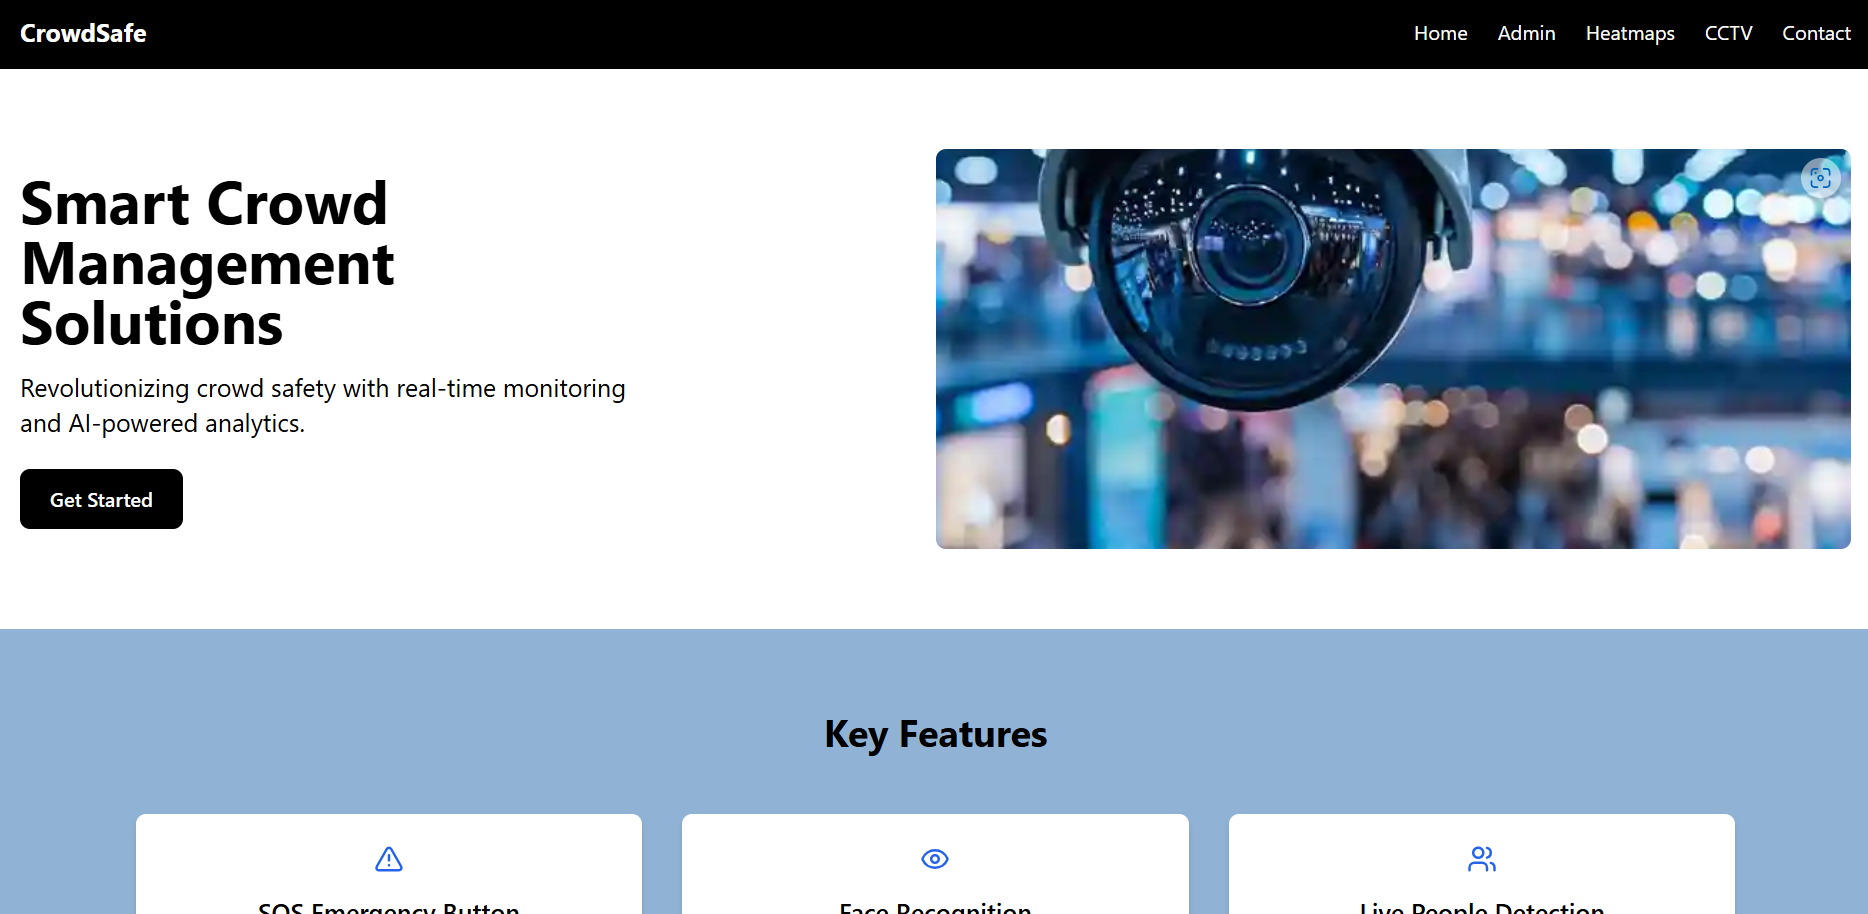 CrowdSafe
Home Admin Heatmaps CCTV Contact
Smart Crowd
Management
Solutions
Revolutionizing crowd safety with real-time monitoring
and AI-powered analytics.
Get Started
Key Features
SOS Emergency Button
Face Recognition
Live People Detection